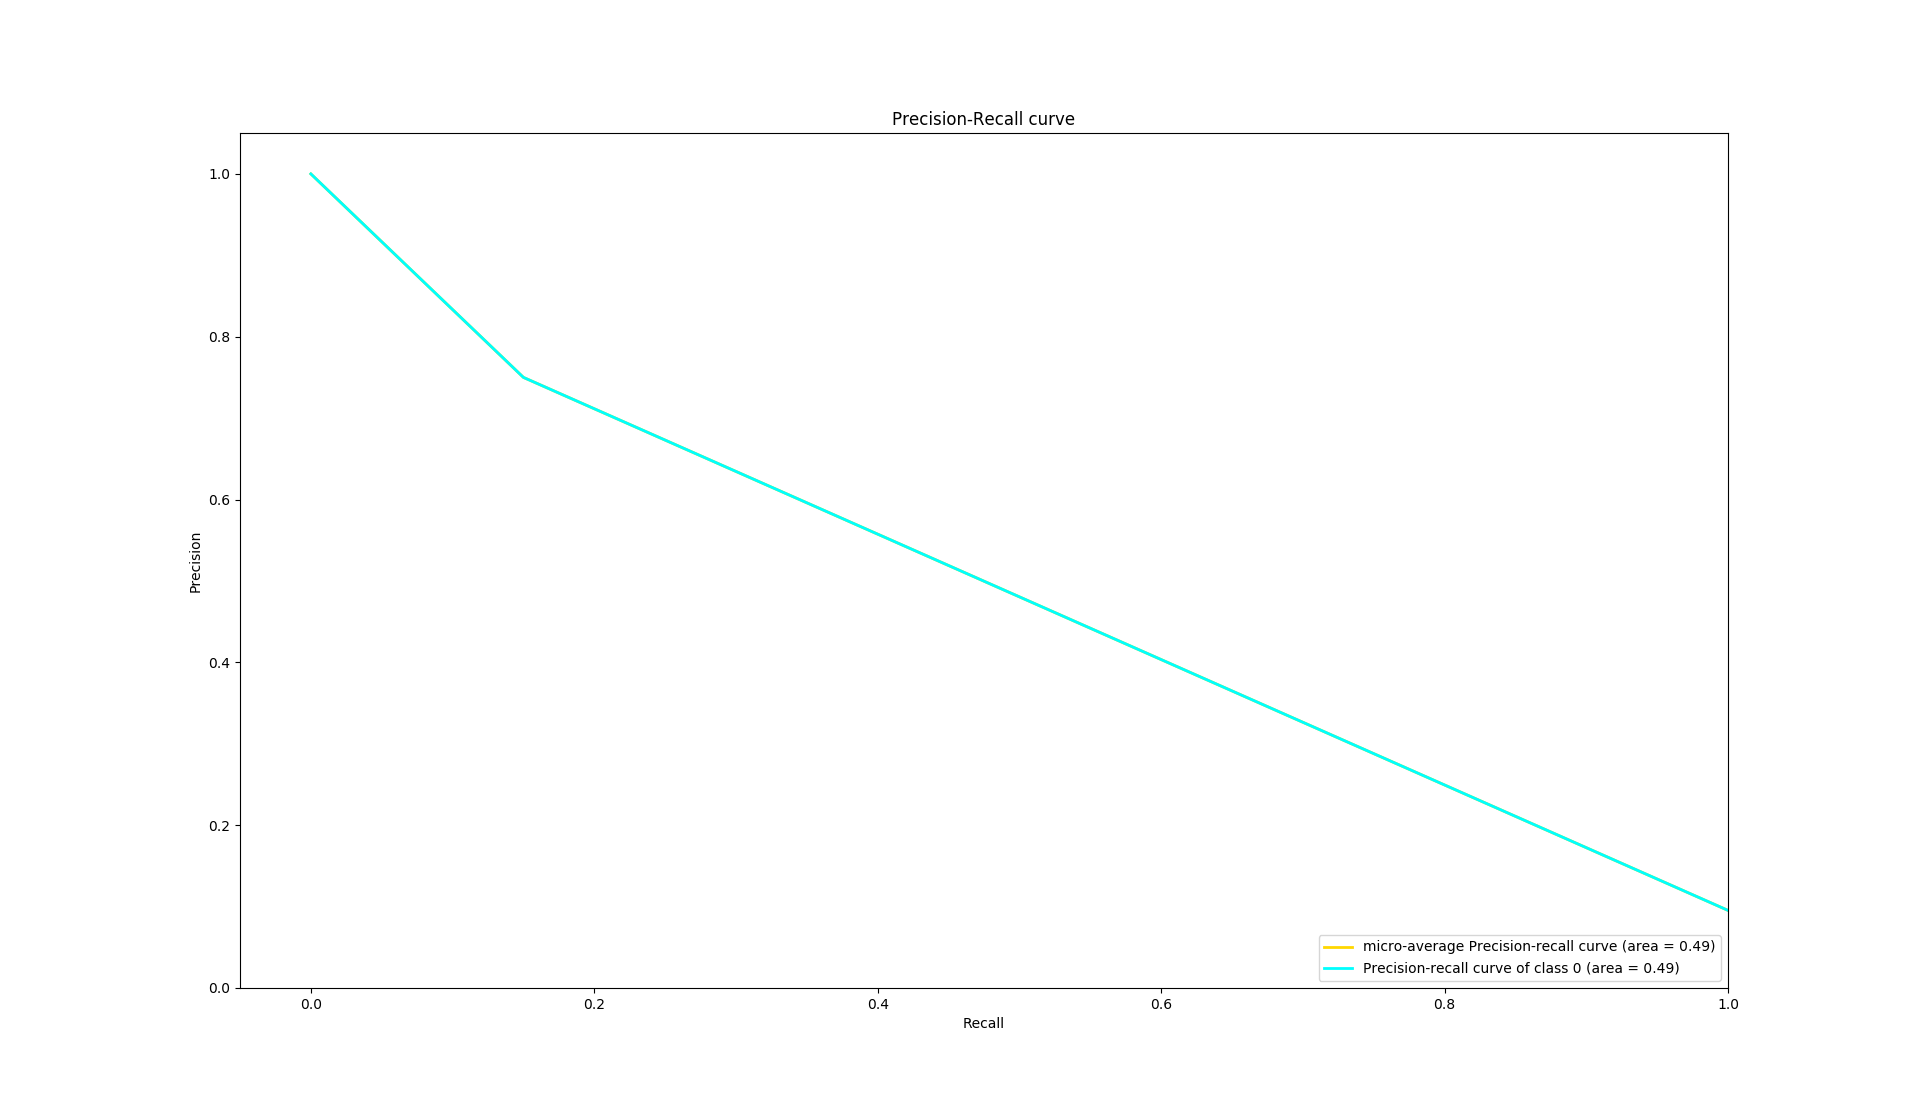 Precision-Recall curve
1.0
0.8
0.6
0.4
0.2
0.0
Precision
0.0
0.2
0.4
0.6
0.8
1.0
Recall
micro-average Precision-recall curve (area = 0.49)
Precision-recall curve of class 0 (area = 0.49)